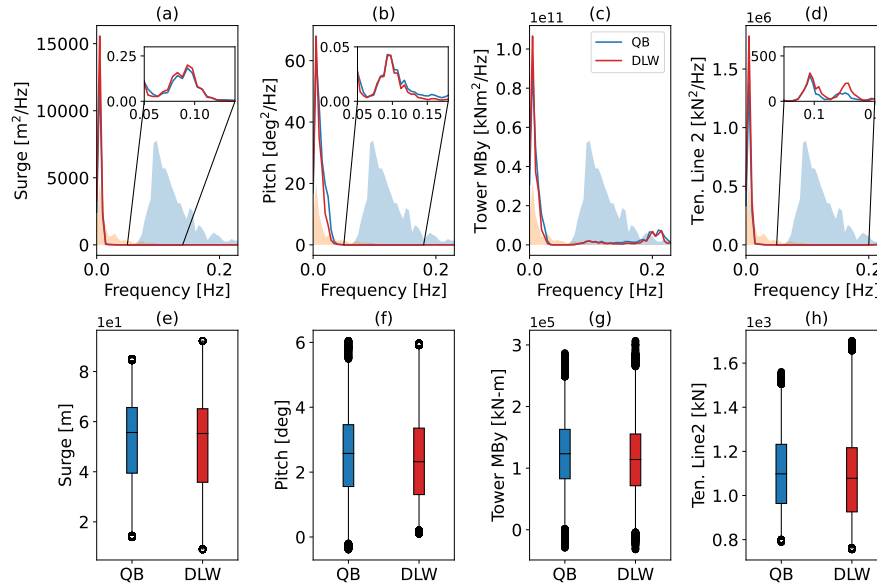 (a)
Surge [m²/Hz]
15000
10000
5000
0
0.25
0.00
0.05
0.10
0.0
0.2
Frequency [Hz]
(b)
Pitch [deg²/Hz]
60
40
20
0
0.05
0.00
0.05
0.10
0.15
0.0
0.2
Frequency [Hz]
(c)
1e11
Tower MBy [kNm²/Hz]
1.0
0.8
0.6
0.4
0.2
0.0
QB
DLW
0.0
0.2
Frequency [Hz]
(d)
1e6
Ten. Line 2 [kN²/Hz]
1.5
1.0
0.5
0.0
500
0
0.1
0.
0.0
0.2
Frequency [Hz]
(e)
1e1
Surge [m]
8
6
4
2
QB
DLW
(f)
Pitch [deg]
6
4
2
0
QB
DLW
(g)
1e5
Tower MBy [kN-m]
3
2
1
0
QB
DLW
(h)
1e3
Ten. Line2 [kN]
1.6
1.4
1.2
1.0
0.8
QB
DLW